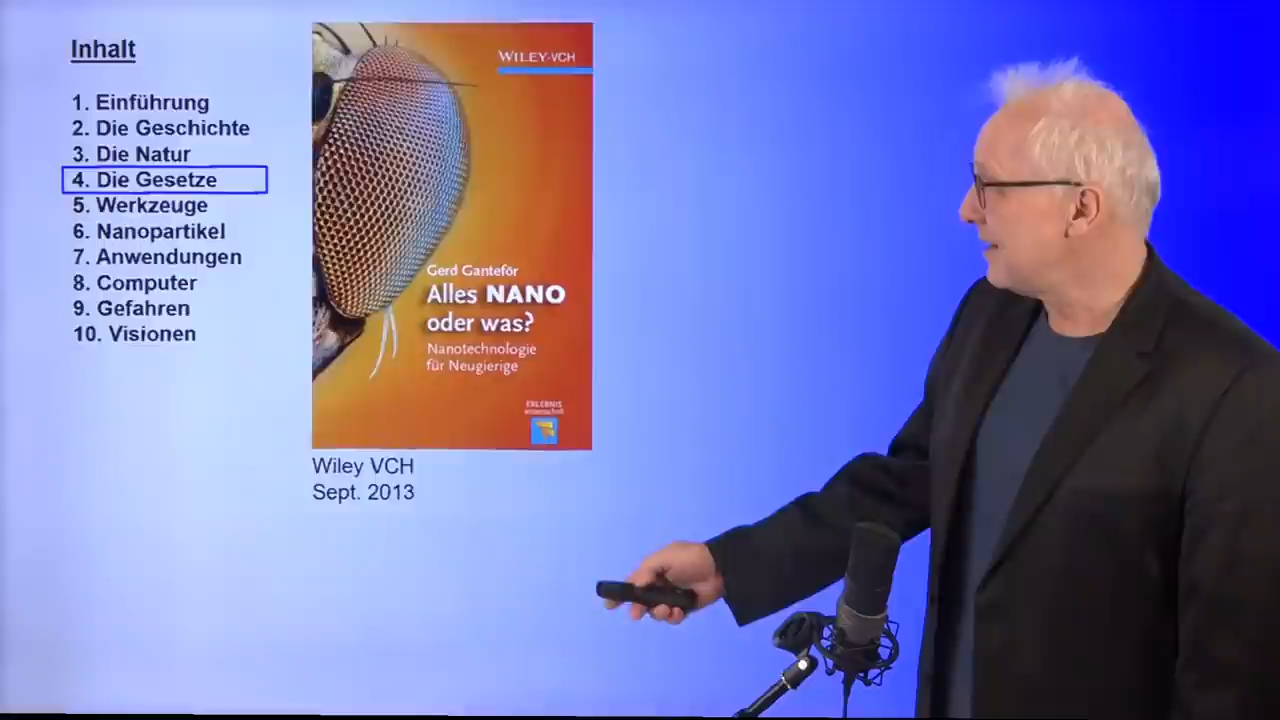 Inhalt
1. Einführung
2. Die Geschichte
3. Die Natur
4. Die Gesetze
5. Werkzeuge
6. Nanopartikel
7. Anwendungen
8. Computer
9. Gefahren
10. Visionen
WILEY-VCH
Gerd Ganteför
Alles NANO
oder was?
Nanotechnologie
für Neugierige
ERLEBNIS
wissenschaft
Wiley VCH
Sept. 2013